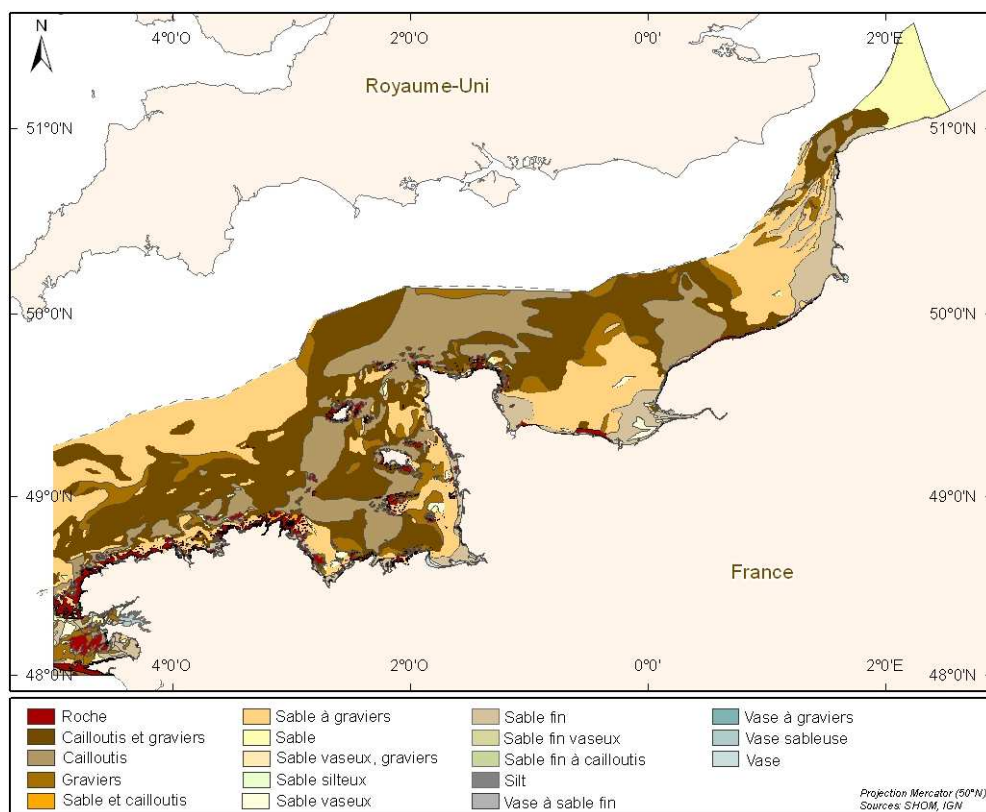 N
4°0'O 2°0'O 0°0' 2°0'E
Royaume-Uni
51°0'N 51°0'N
50°0'N 50°0'N
49°0'N 49°0'N
France
48°0'N 48°0'N
4°0'O 2°0'O 0°0' 2°0'E
Roche
Cailloutis et graviers
Cailloutis
Graviers
Sable et cailloutis
Sable à graviers
Sable
Sable vaseux, graviers
Sable silteux
Sable vaseux
Sable fin
Sable fin vaseux
Sable fin à cailloutis
Silt
Vase à sable fin
Vase à graviers
Vase sableuse
Vase
Projection Mercator (50°N)
Sources: SHOM, IGN